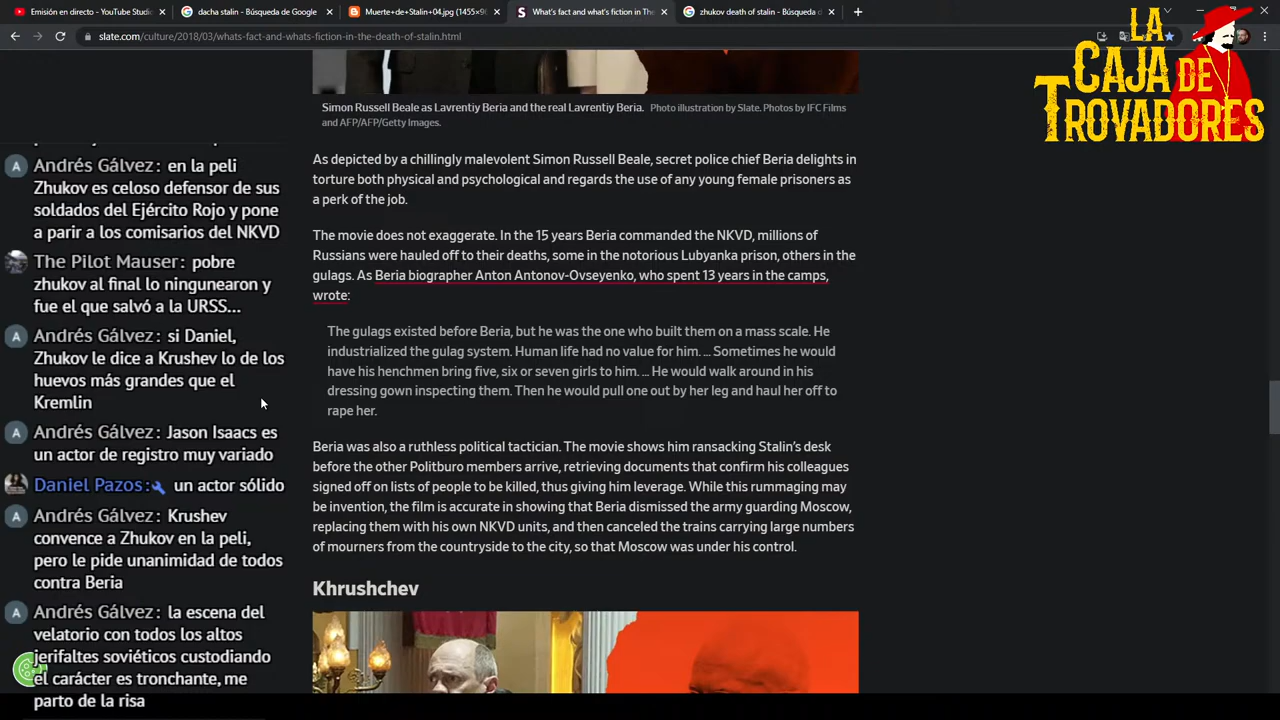 Emisión en directo - YouTube Studi
dacha stalin - Búsqueda de Google
Muerte+de+Stalin+04.jpg (1455×9
What's fact and what's fiction in The
zhukov death of stalin - Búsqueda d
slate.com/culture/2018/03/whats-fact-and-whats-fiction-in-the-death-of-stalin.html
LA
CAJA DE
TROVADORES
Andrés Gálvez: en la peli
Zhukov es celoso defensor de sus
soldados del Ejército Rojo y pone
a parir a los comisarios del NKVD
The Pilot Mauser: pobre
zhukov al final lo ningunearon y
fue el que salvó a la URSS...
Andrés Gálvez: si Daniel,
Zhukov le dice a Krushev lo de los
huevos más grandes que el
Kremlin
Andrés Gálvez: Jason Isaacs es
un actor de registro muy variado
Daniel Pazos: un actor sólido
Andrés Gálvez: Krushev
convence a Zhukov en la peli,
pero le pide unanimidad de todos
contra Beria
Andrés Gálvez: la escena del
velatorio con todos los altos
jerifaltes soviéticos custodiando
el carácter es tronchante, me
parto de la risa
Simon Russell Beale as Lavrentiy Beria and the real Lavrentiy Beria. Photo illustration by Slate. Photos by IFC Films
and AFP/AFP/Getty Images.
As depicted by a chillingly malevolent Simon Russell Beale, secret police chief Beria delights in
torture both physical and psychological and regards the use of any young female prisoners as
a perk of the job.
The movie does not exaggerate. In the 15 years Beria commanded the NKVD, millions of
Russians were hauled off to their deaths, some in the notorious Lubyanka prison, others in the
gulags. As Beria biographer Anton Antonov-Ovseyenko, who spent 13 years in the camps,
wrote:
The gulags existed before Beria, but he was the one who built them on a mass scale. He
industrialized the gulag system. Human life had no value for him. ... Sometimes he would
have his henchmen bring five, six or seven girls to him. ... He would walk around in his
dressing gown inspecting them. Then he would pull one out by her leg and haul her off to
rape her.
Beria was also a ruthless political tactician. The movie shows him ransacking Stalin's desk
before the other Politburo members arrive, retrieving documents that confirm his colleagues
signed off on lists of people to be killed, thus giving him leverage. While this rummaging may
be invention, the film is accurate in showing that Beria dismissed the army guarding Moscow,
replacing them with his own NKVD units, and then canceled the trains carrying large numbers
of mourners from the countryside to the city, so that Moscow was under his control.
Khrushchev